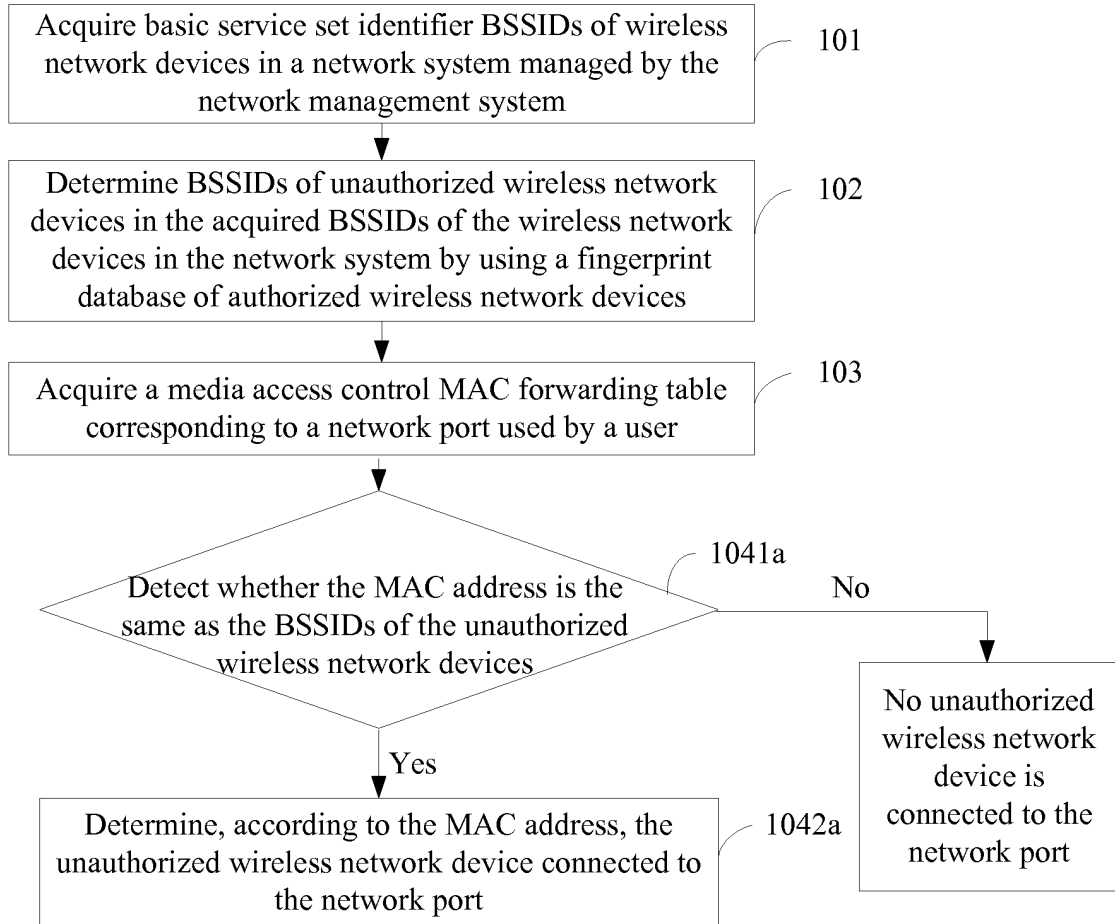 Acquire basic service set identifier BSSIDs of wireless
network devices in a network system managed by the
network management system
101
Determine BSSIDs of unauthorized wireless network
devices in the acquired BSSIDs of the wireless network
devices in the network system by using a fingerprint
database of authorized wireless network devices
102
Acquire a media access control MAC forwarding table
corresponding to a network port used by a user
103
Detect whether the MAC address is the
same as the BSSIDs of the unauthorized
wireless network devices
1041a
No
No unauthorized
wireless network
device is
connected to the
network port
Yes
Determine, according to the MAC address, the
unauthorized wireless network device connected to
the network port
1042a